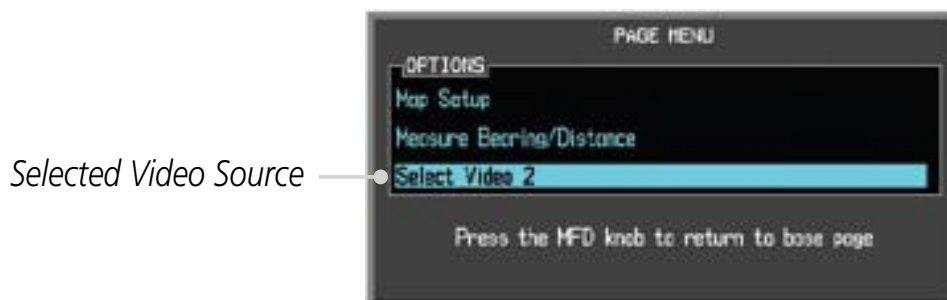 PAGE MENU
OPTIONS
Map Setup
Measure Bearing/Distance
Selected Video Source
Select Video 2
Press the MFD knob to return to base page